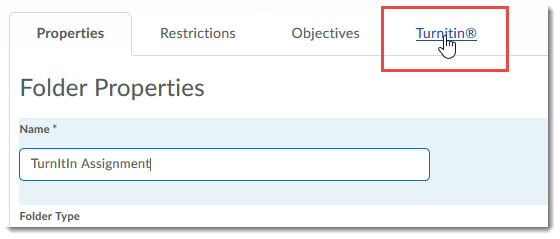 Properties Restrictions Objectives Turnitin®
Folder Properties
Name *
TurnItIn Assignment
Folder Type